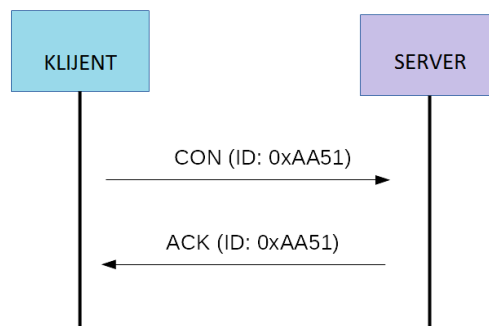 KLIJENT
SERVER
CON (ID: 0xAA51)
ACK (ID: 0xAA51)